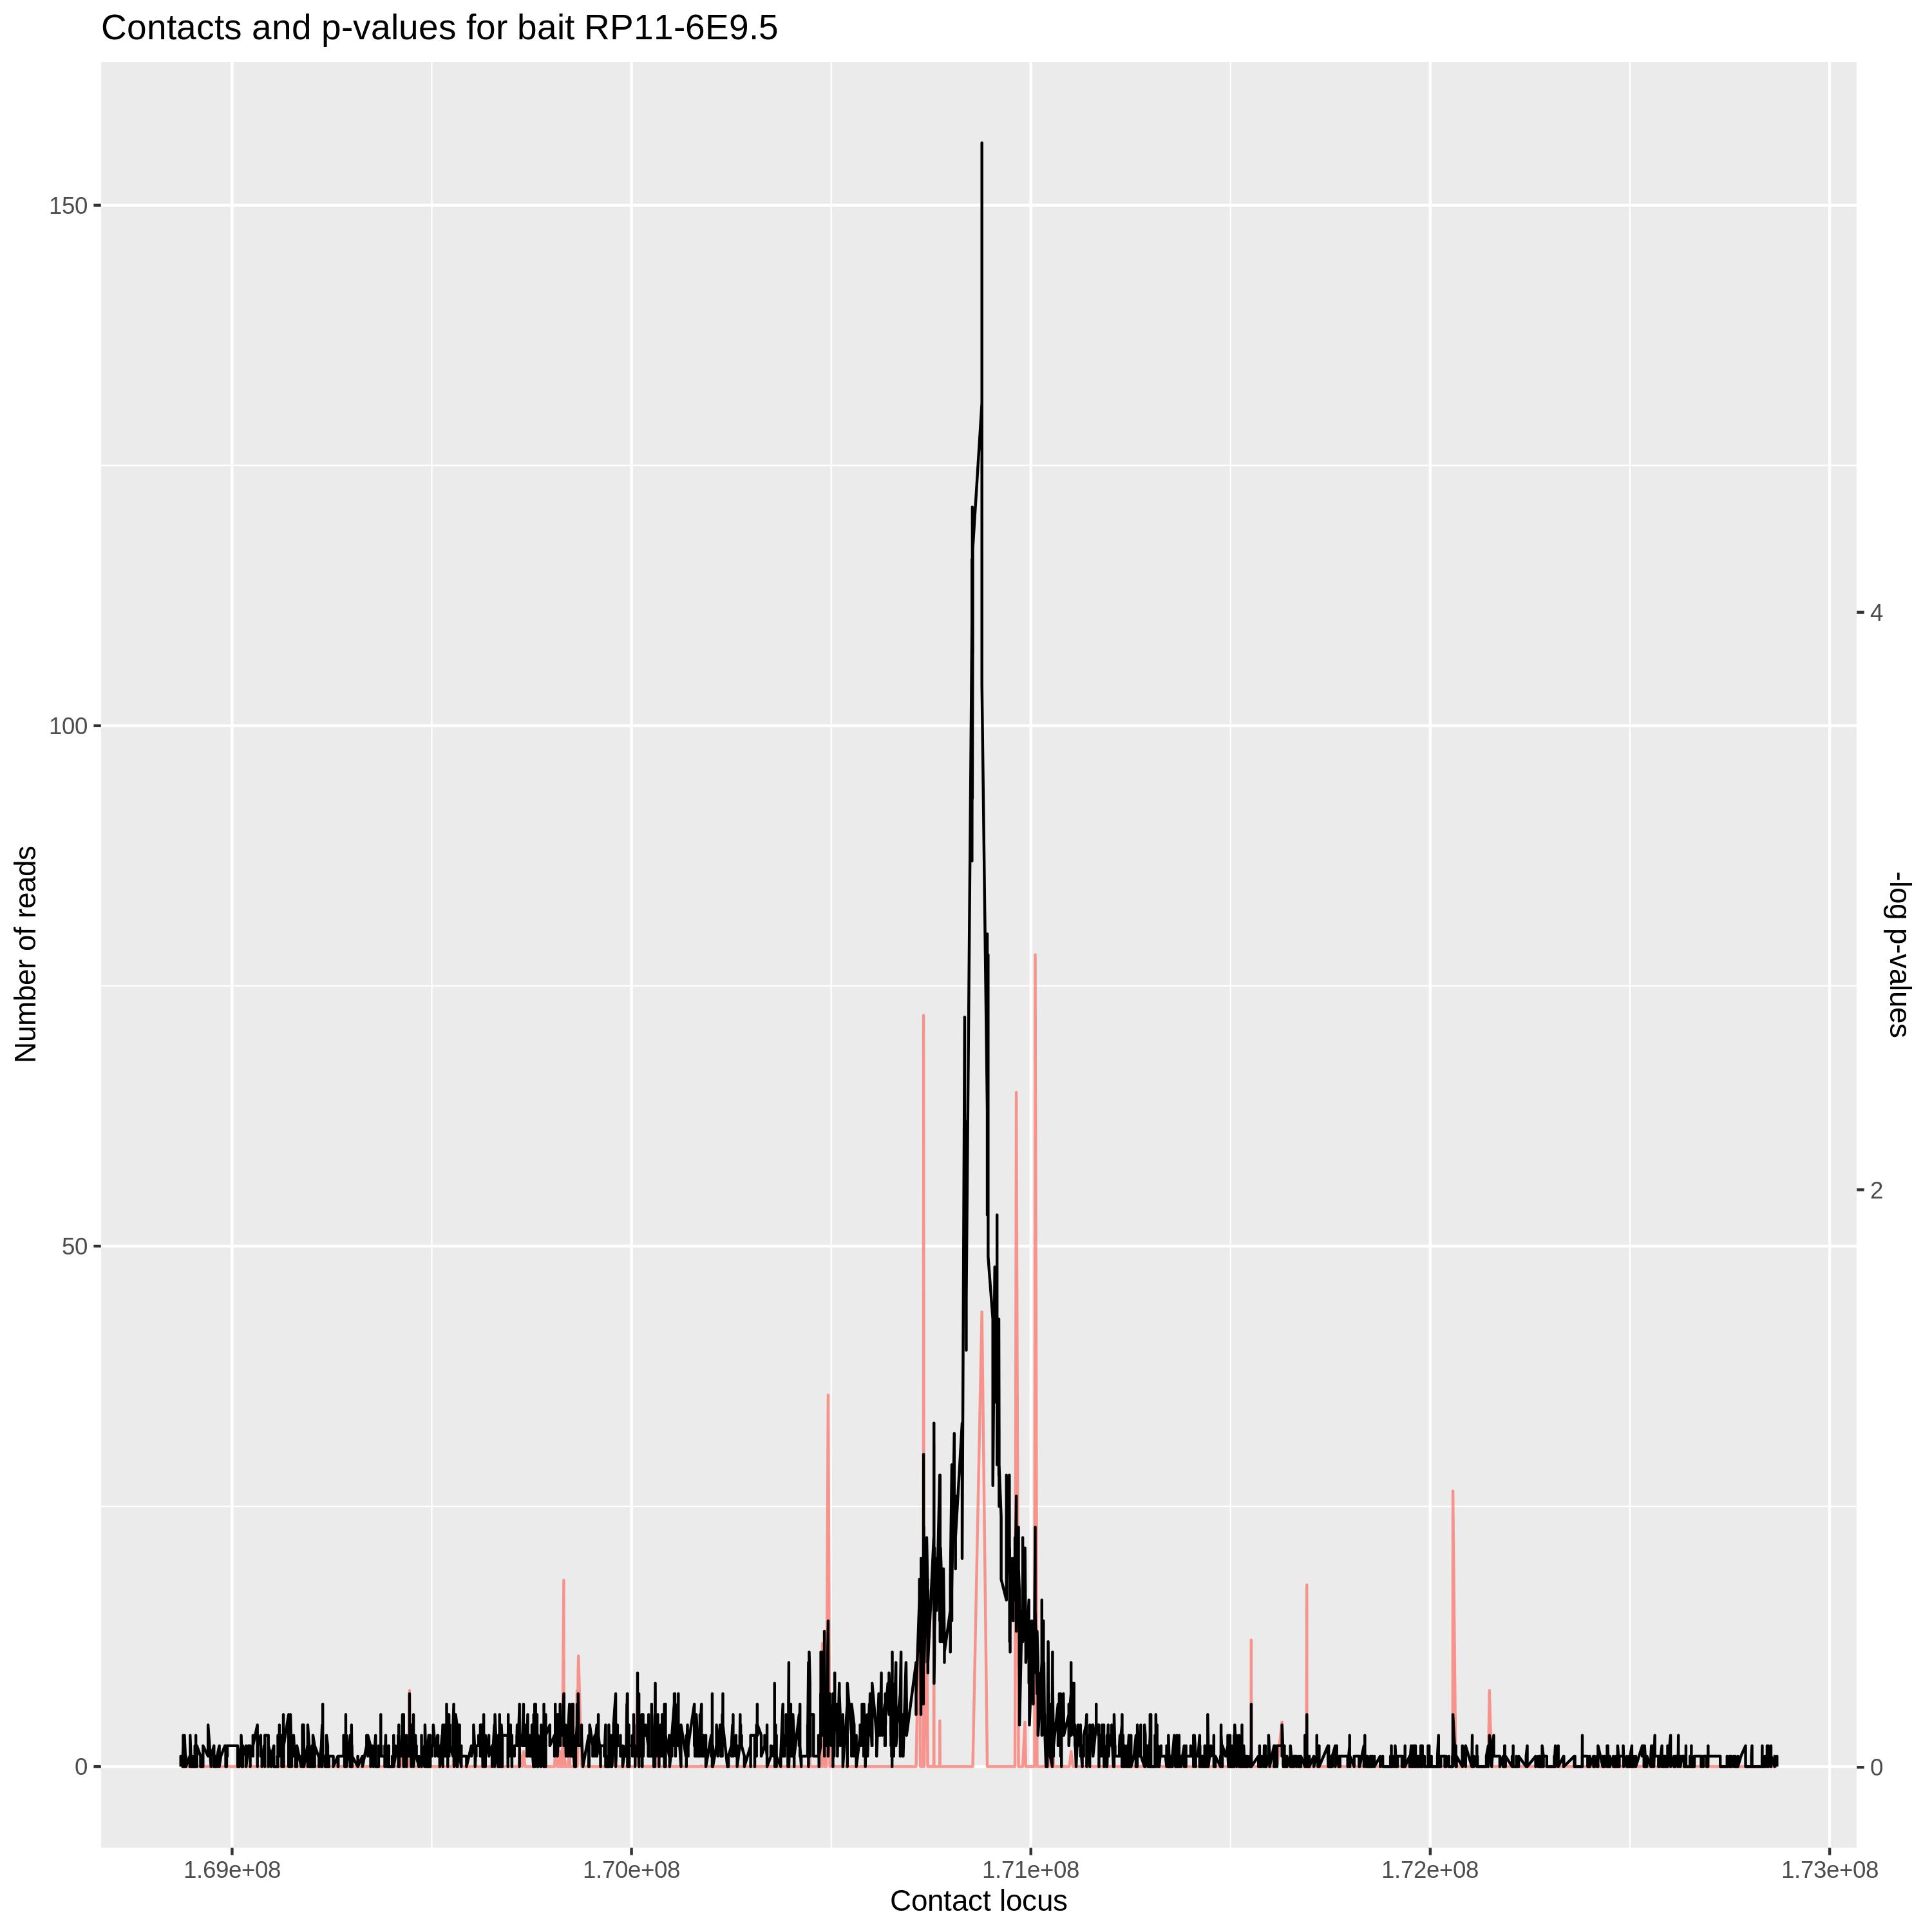 Contacts and p-values for bait RP11-6E9.5
150
100
50
0
Number of reads
4
2
0
-log p-values
1.69e+08
1.70e+08
1.71e+08
1.72e+08
1.73e+08
Contact locus